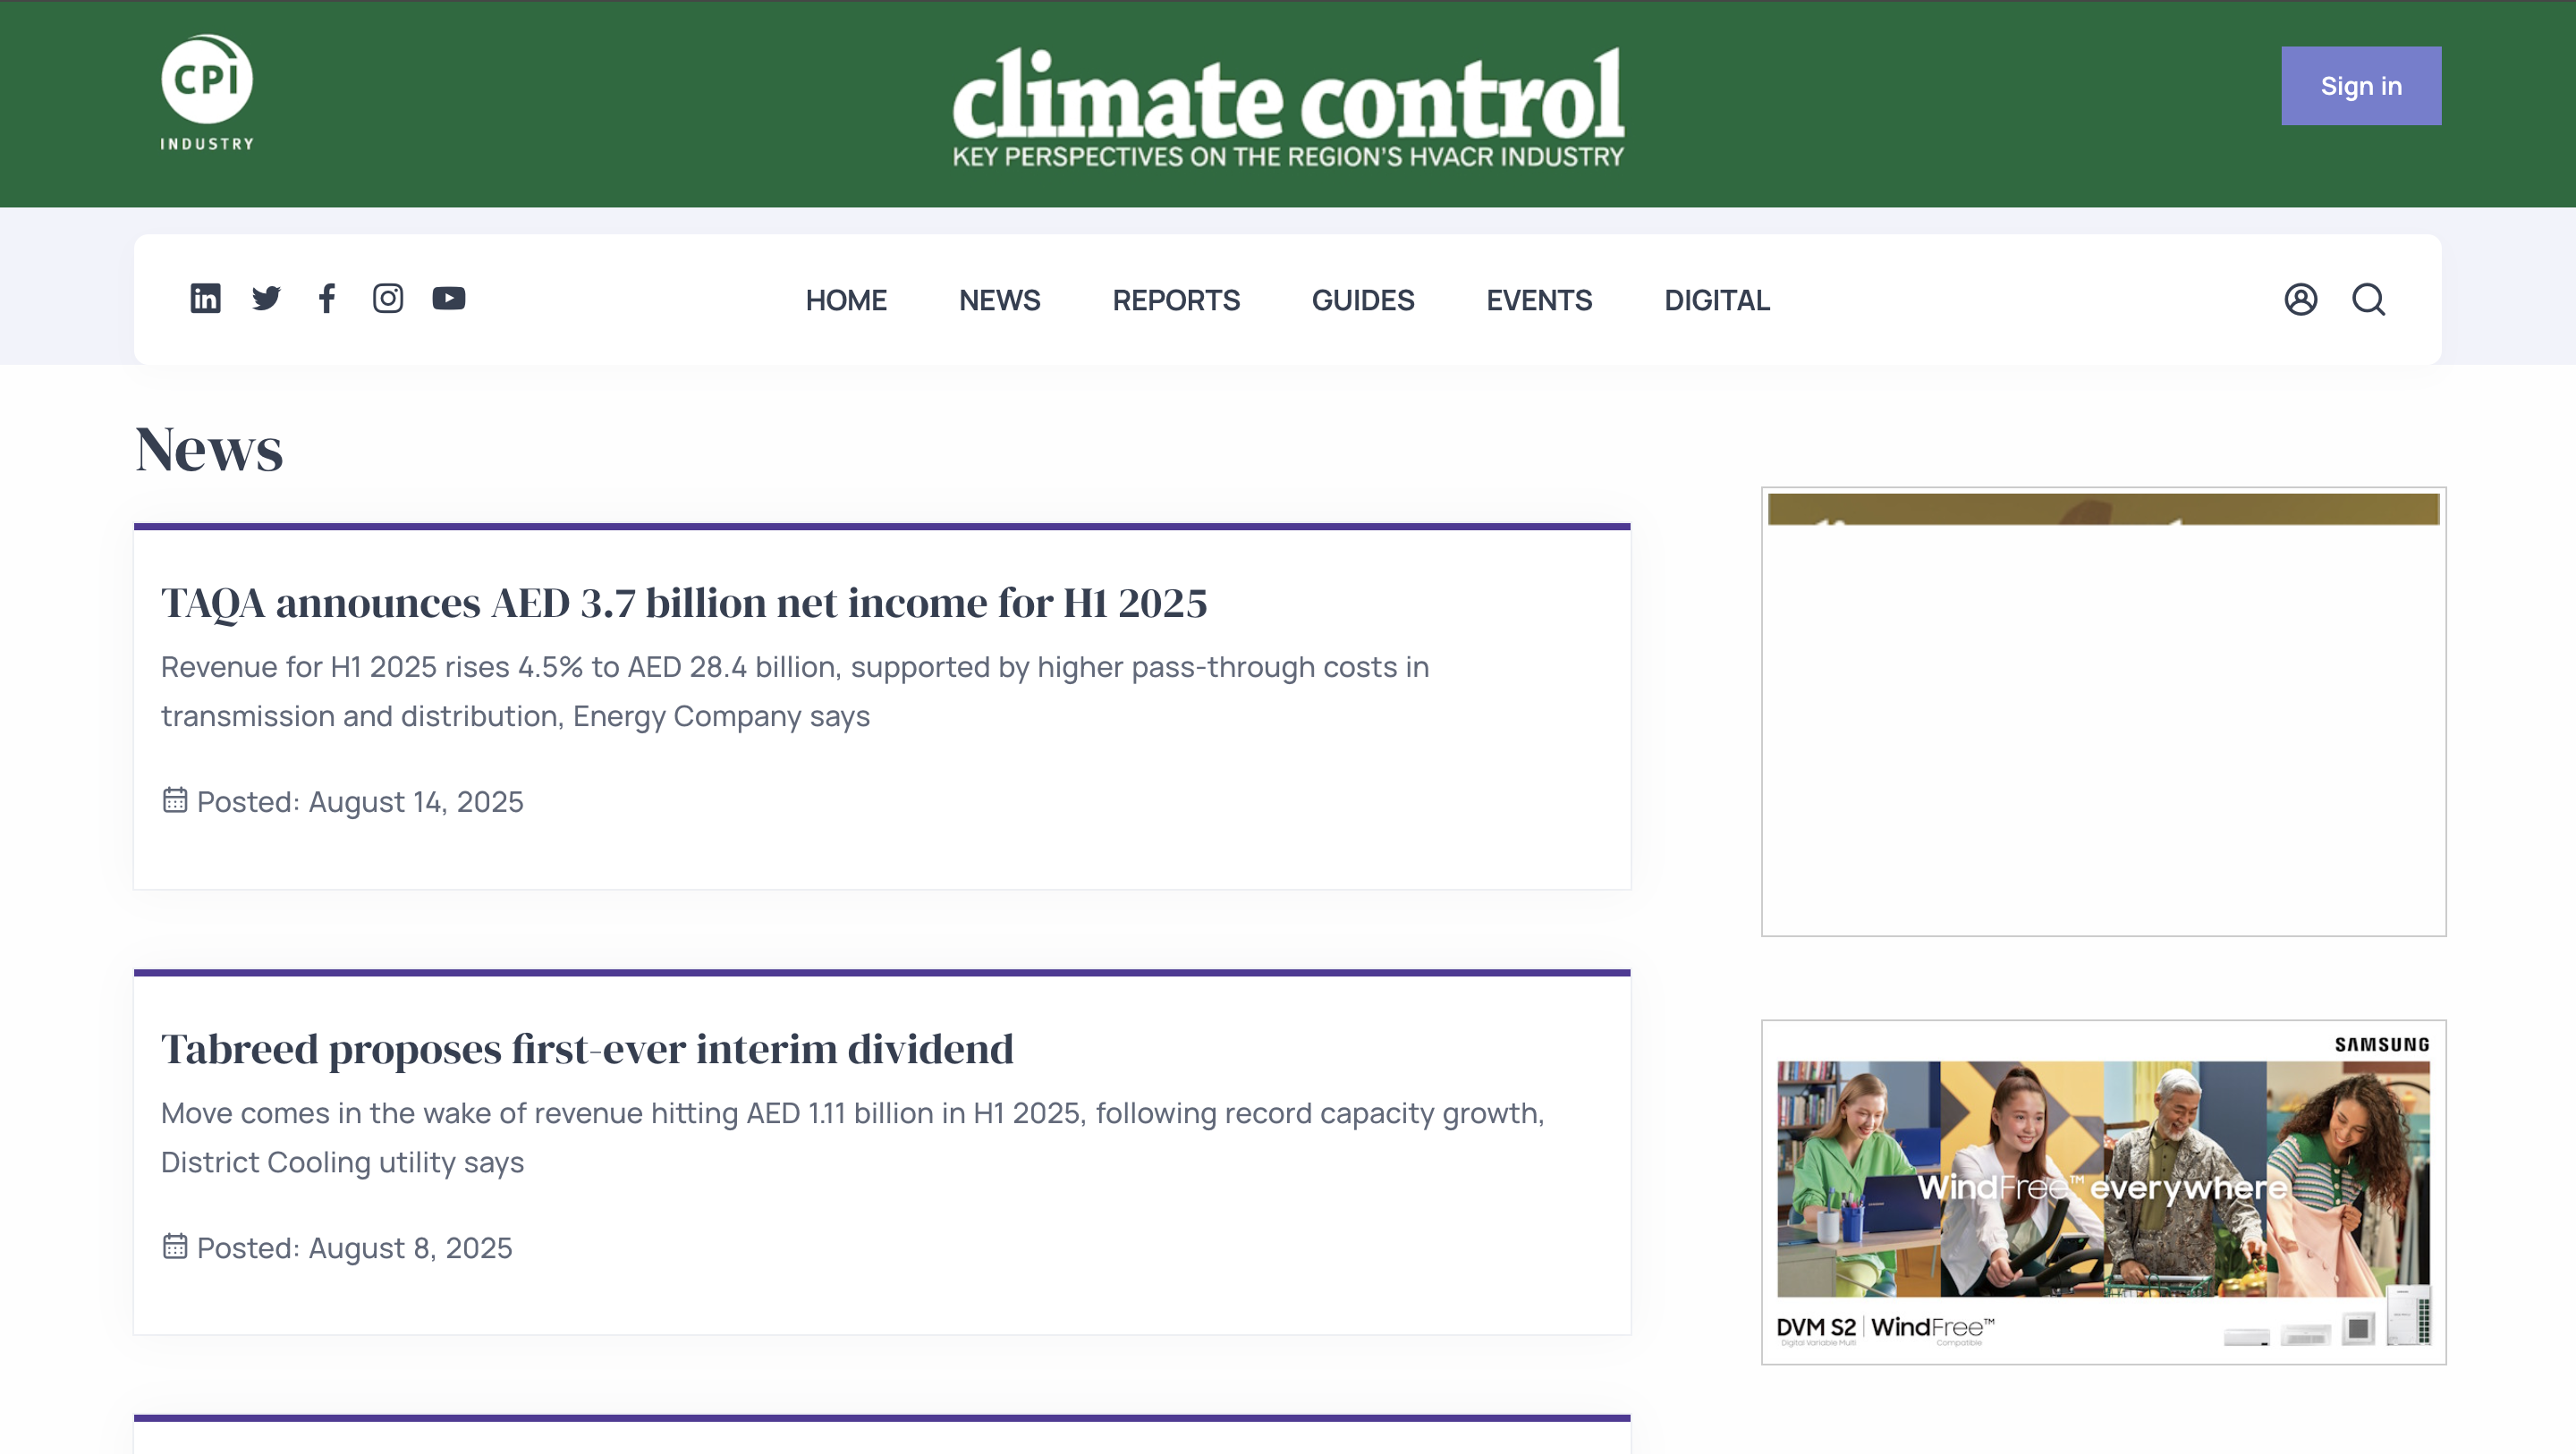 CPI
INDUSTRY
climate control
KEY PERSPECTIVES ON THE REGION'S HVACR INDUSTRY
Sign in
HOME NEWS REPORTS GUIDES EVENTS DIGITAL
News
TAQA announces AED 3.7 billion net income for H1 2025
Revenue for H1 2025 rises 4.5% to AED 28.4 billion, supported by higher pass-through costs in
transmission and distribution, Energy Company says
Posted: August 14, 2025
Tabreed proposes first-ever interim dividend
Move comes in the wake of revenue hitting AED 1.11 billion in H1 2025, following record capacity growth,
District Cooling utility says
Posted: August 8, 2025
SAMSUNG
WindFree™ everywhere
DVM S2 | WindFree™
Digital Variable Multi Compatible